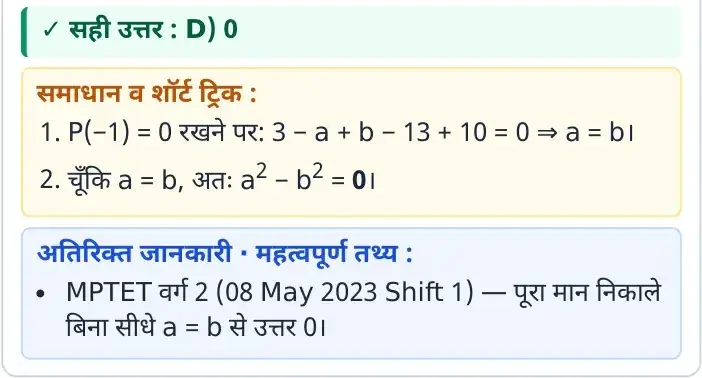 ✓ सही उत्तर : D) 0
समाधान व शॉर्ट ट्रिक :
1. P(−1) = 0 रखने पर: 3 − a + b − 13 + 10 = 0 ⇒ a = b।
2. चूँकि a = b, अतः a² − b² = 0।
अतिरिक्त जानकारी · महत्वपूर्ण तथ्य :
• MPTET वर्ग 2 (08 May 2023 Shift 1) — पूरा मान निकाले
बिना सीधे a = b से उत्तर 0।